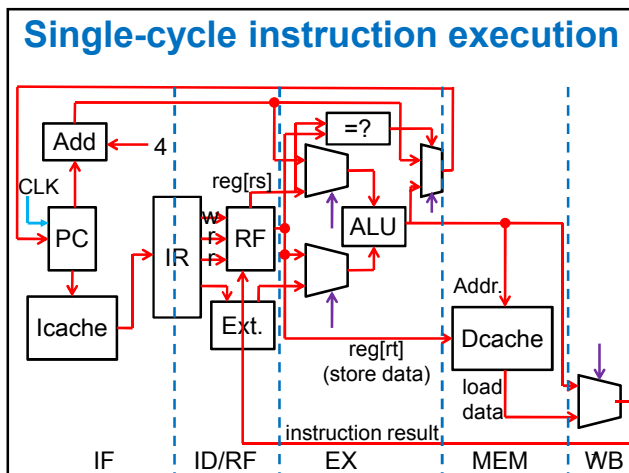 Single-cycle instruction execution
Add
4
=?
CLK
reg[rs]
PC
IR
w
r
r
RF
ALU
Icache
Ext.
Addr.
Dcache
reg[rt]
(store data)
load
data
instruction result
IF
ID/RF
EX
MEM
WB